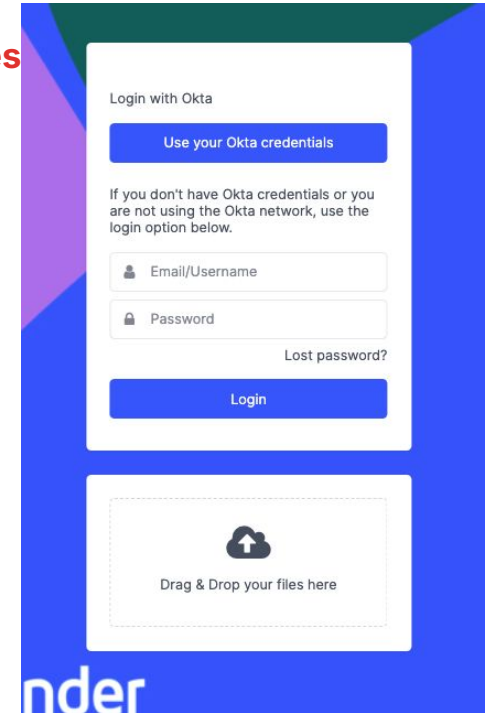 es
Login with Okta
Use your Okta credentials
If you don't have Okta credentials or you
are not using the Okta network, use the
login option below.
Email/Username
Password
Lost password?
Login
Drag & Drop your files here
nder